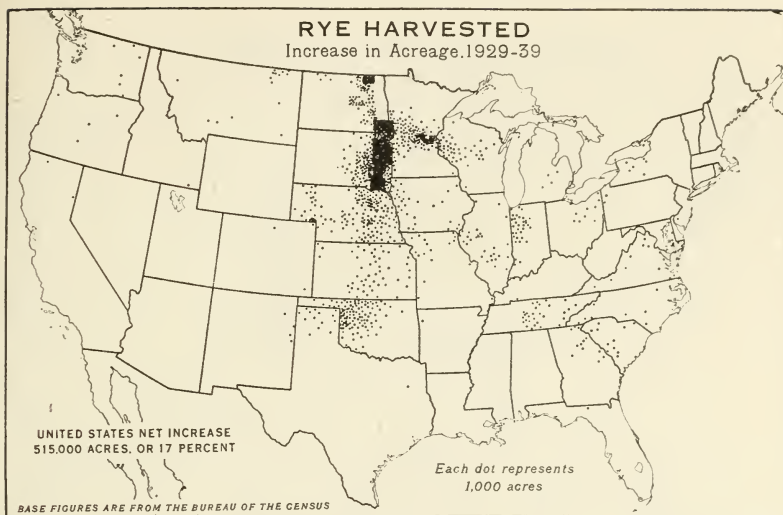 RYE HARVESTED
Increase in Acreage, 1929-39
UNITED STATES NET INCREASE
515,000 ACRES, OR 17 PERCENT
Each dot represents
1,000 acres
BASE FIGURES ARE FROM THE BUREAU OF THE CENSUS